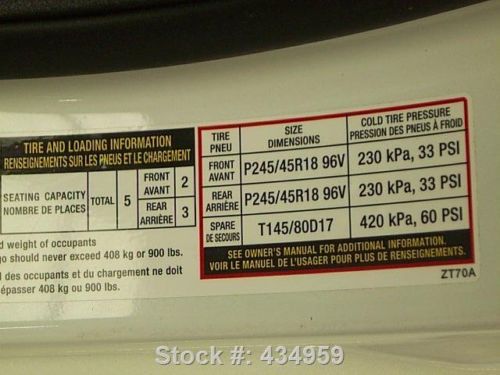 TIRE AND LOADING INFORMATION
RENSEIGNEMENTS SUR LES PNEUS ET LE CHARGEMENT
SEATING CAPACITY
NOMBRE DE PLACES
TOTAL 5
FRONT
AVANT 2
REAR
ARRIÈRE 3
d weight of occupants
go should never exceed 408 kg or 900 lbs.
l des occupants et du chargement ne doit
épasser 408 kg ou 900 lbs.
TIRE
PNEU
SIZE
DIMENSIONS
COLD TIRE PRESSURE
PRESSION DES PNEUS À FROID
FRONT
AVANT
P245/45R18 96V
230 kPa, 33 PSI
REAR
ARRIÈRE
P245/45R18 96V
230 kPa, 33 PSI
SPARE
DE SECOURS
T145/80D17
420 kPa, 60 PSI
SEE OWNER'S MANUAL FOR ADDITIONAL INFORMATION.
VOIR LE MANUEL DE L'USAGER POUR PLUS DE RENSEIGNEMENTS.
ZT70A
Stock #: 434959